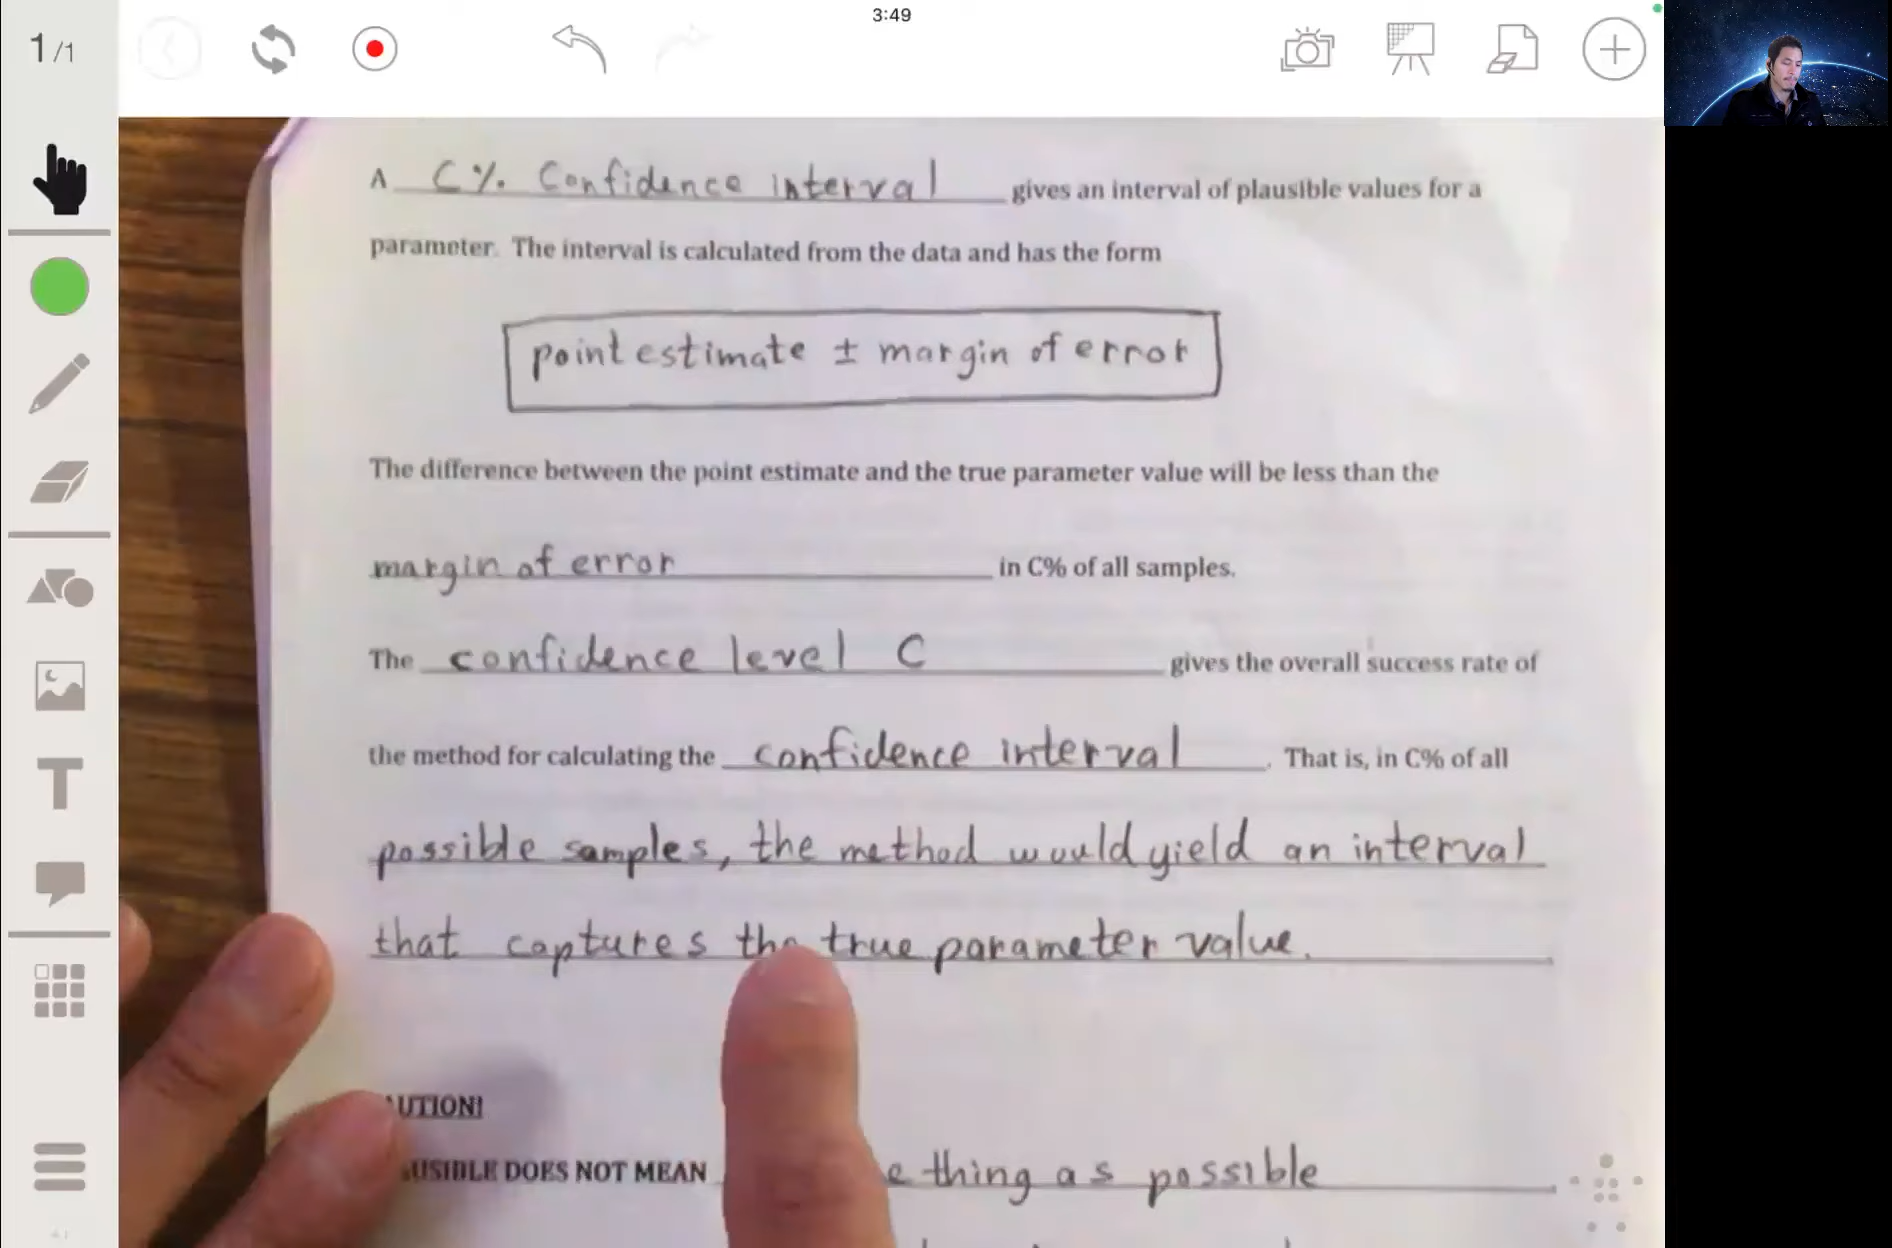 3:49
1/1
A C% Confidence interval gives an interval of plausible values for a
parameter. The interval is calculated from the data and has the form
point estimate ± margin of error
The difference between the point estimate and the true parameter value will be less than the
margin of error in C% of all samples.
The confidence level C gives the overall success rate of
the method for calculating the confidence interval. That is, in C% of all
possible samples, the method would yield an interval
that captures the true parameter value.
AUTION!
USIBLE DOES NOT MEAN e thing as possible